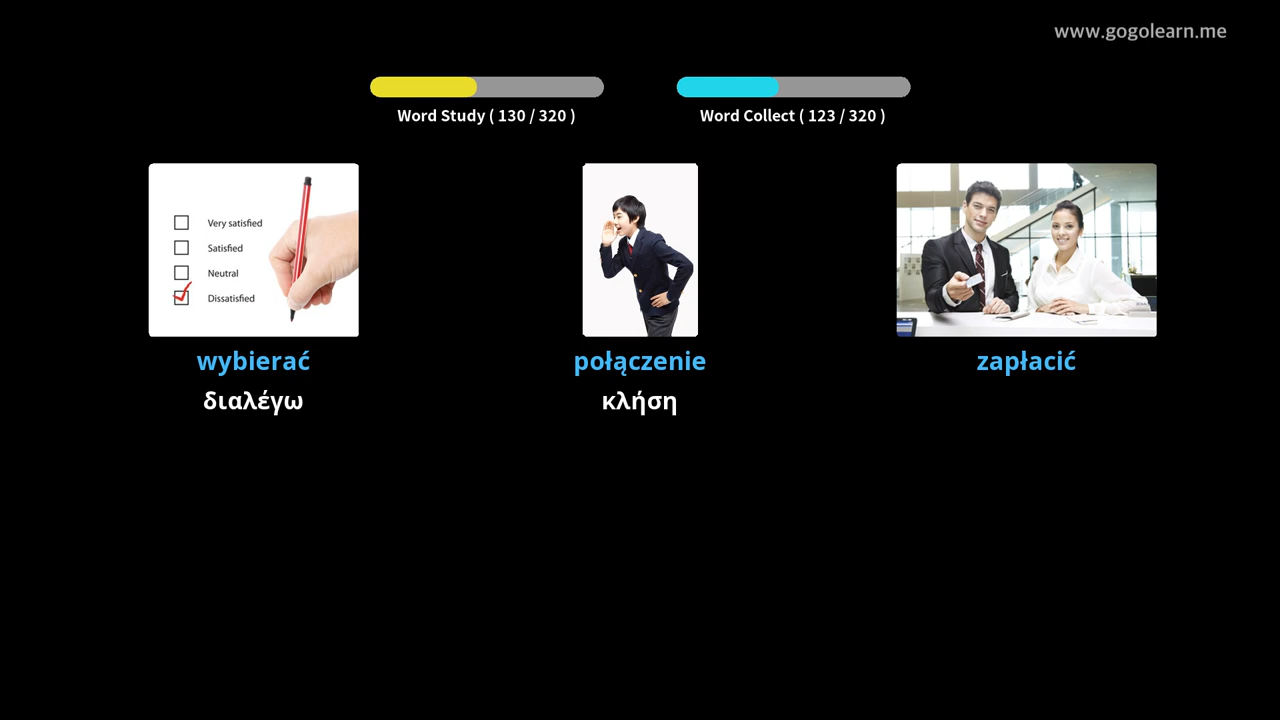 www.gogolearn.me
Word Study ( 130 / 320 )
Word Collect ( 123 / 320 )
Very satisfied
Satisfied
Neutral
Dissatisfied
wybierać
połączenie
zapłacić
διαλέγω
κλήση